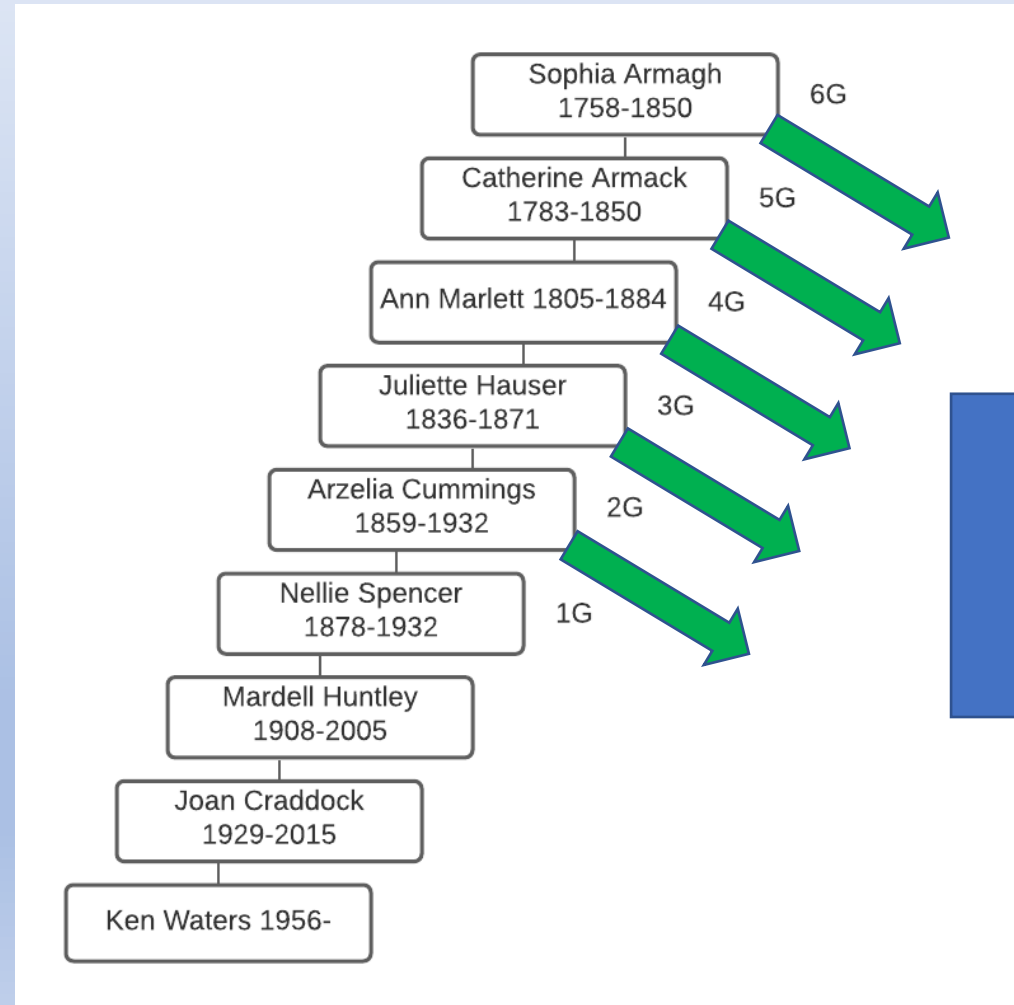 Sophia Armagh
1758-1850
6G
Catherine Armack
1783-1850
5G
Ann Marlett 1805-1884
4G
Juliette Hauser
1836-1871
3G
Arzelia Cummings
1859-1932
2G
Nellie Spencer
1878-1932
1G
Mardell Huntley
1908-2005
Joan Craddock
1929-2015
Ken Waters 1956-